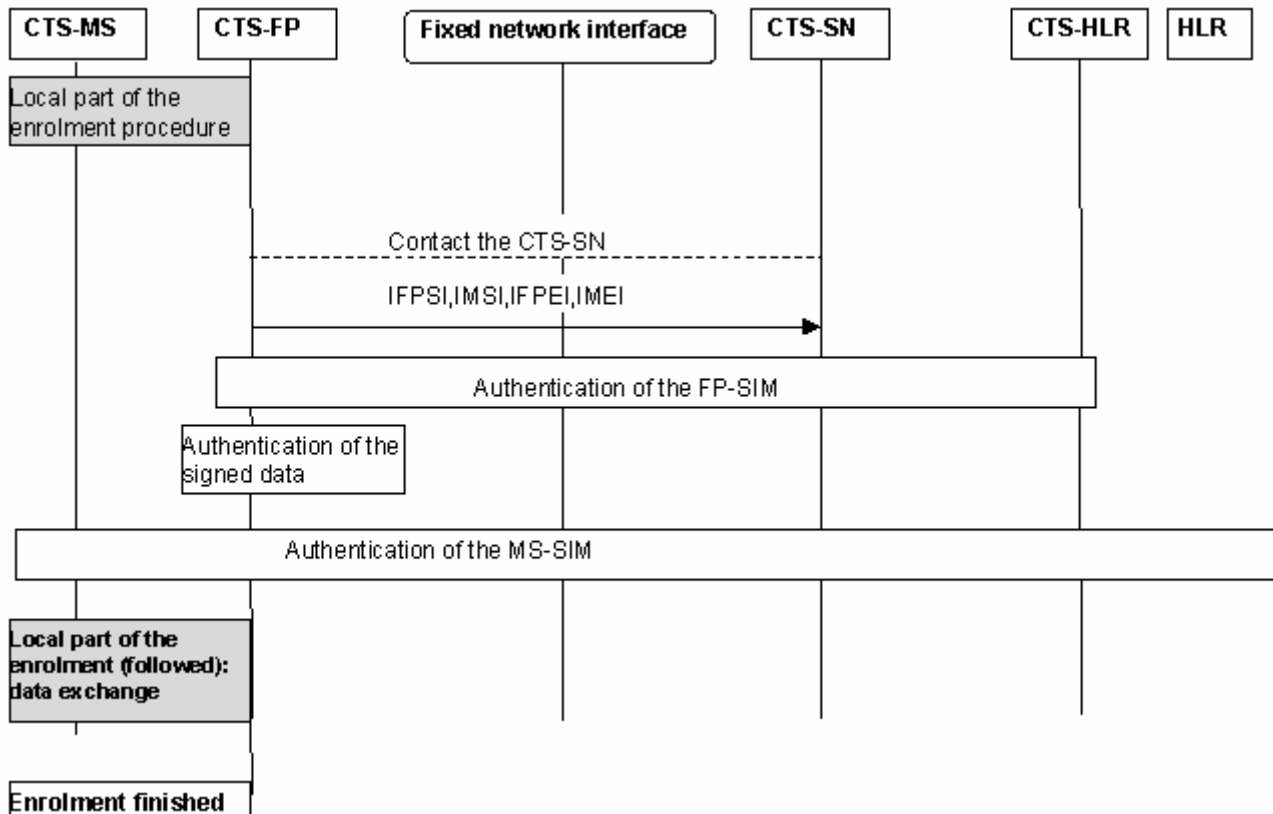 CTS-MS
CTS-FP
Fixed network interface
CTS-SN
CTS-HLR
HLR
Local part of the
enrolment procedure
Contact the CTS-SN
IFPSI,IMSI,IFPEI,IMEI
Authentication of the FP-SIM
Authentication of the
signed data
Authentication of the MS-SIM
Local part of the
enrolment (followed):
data exchange
Enrolment finished